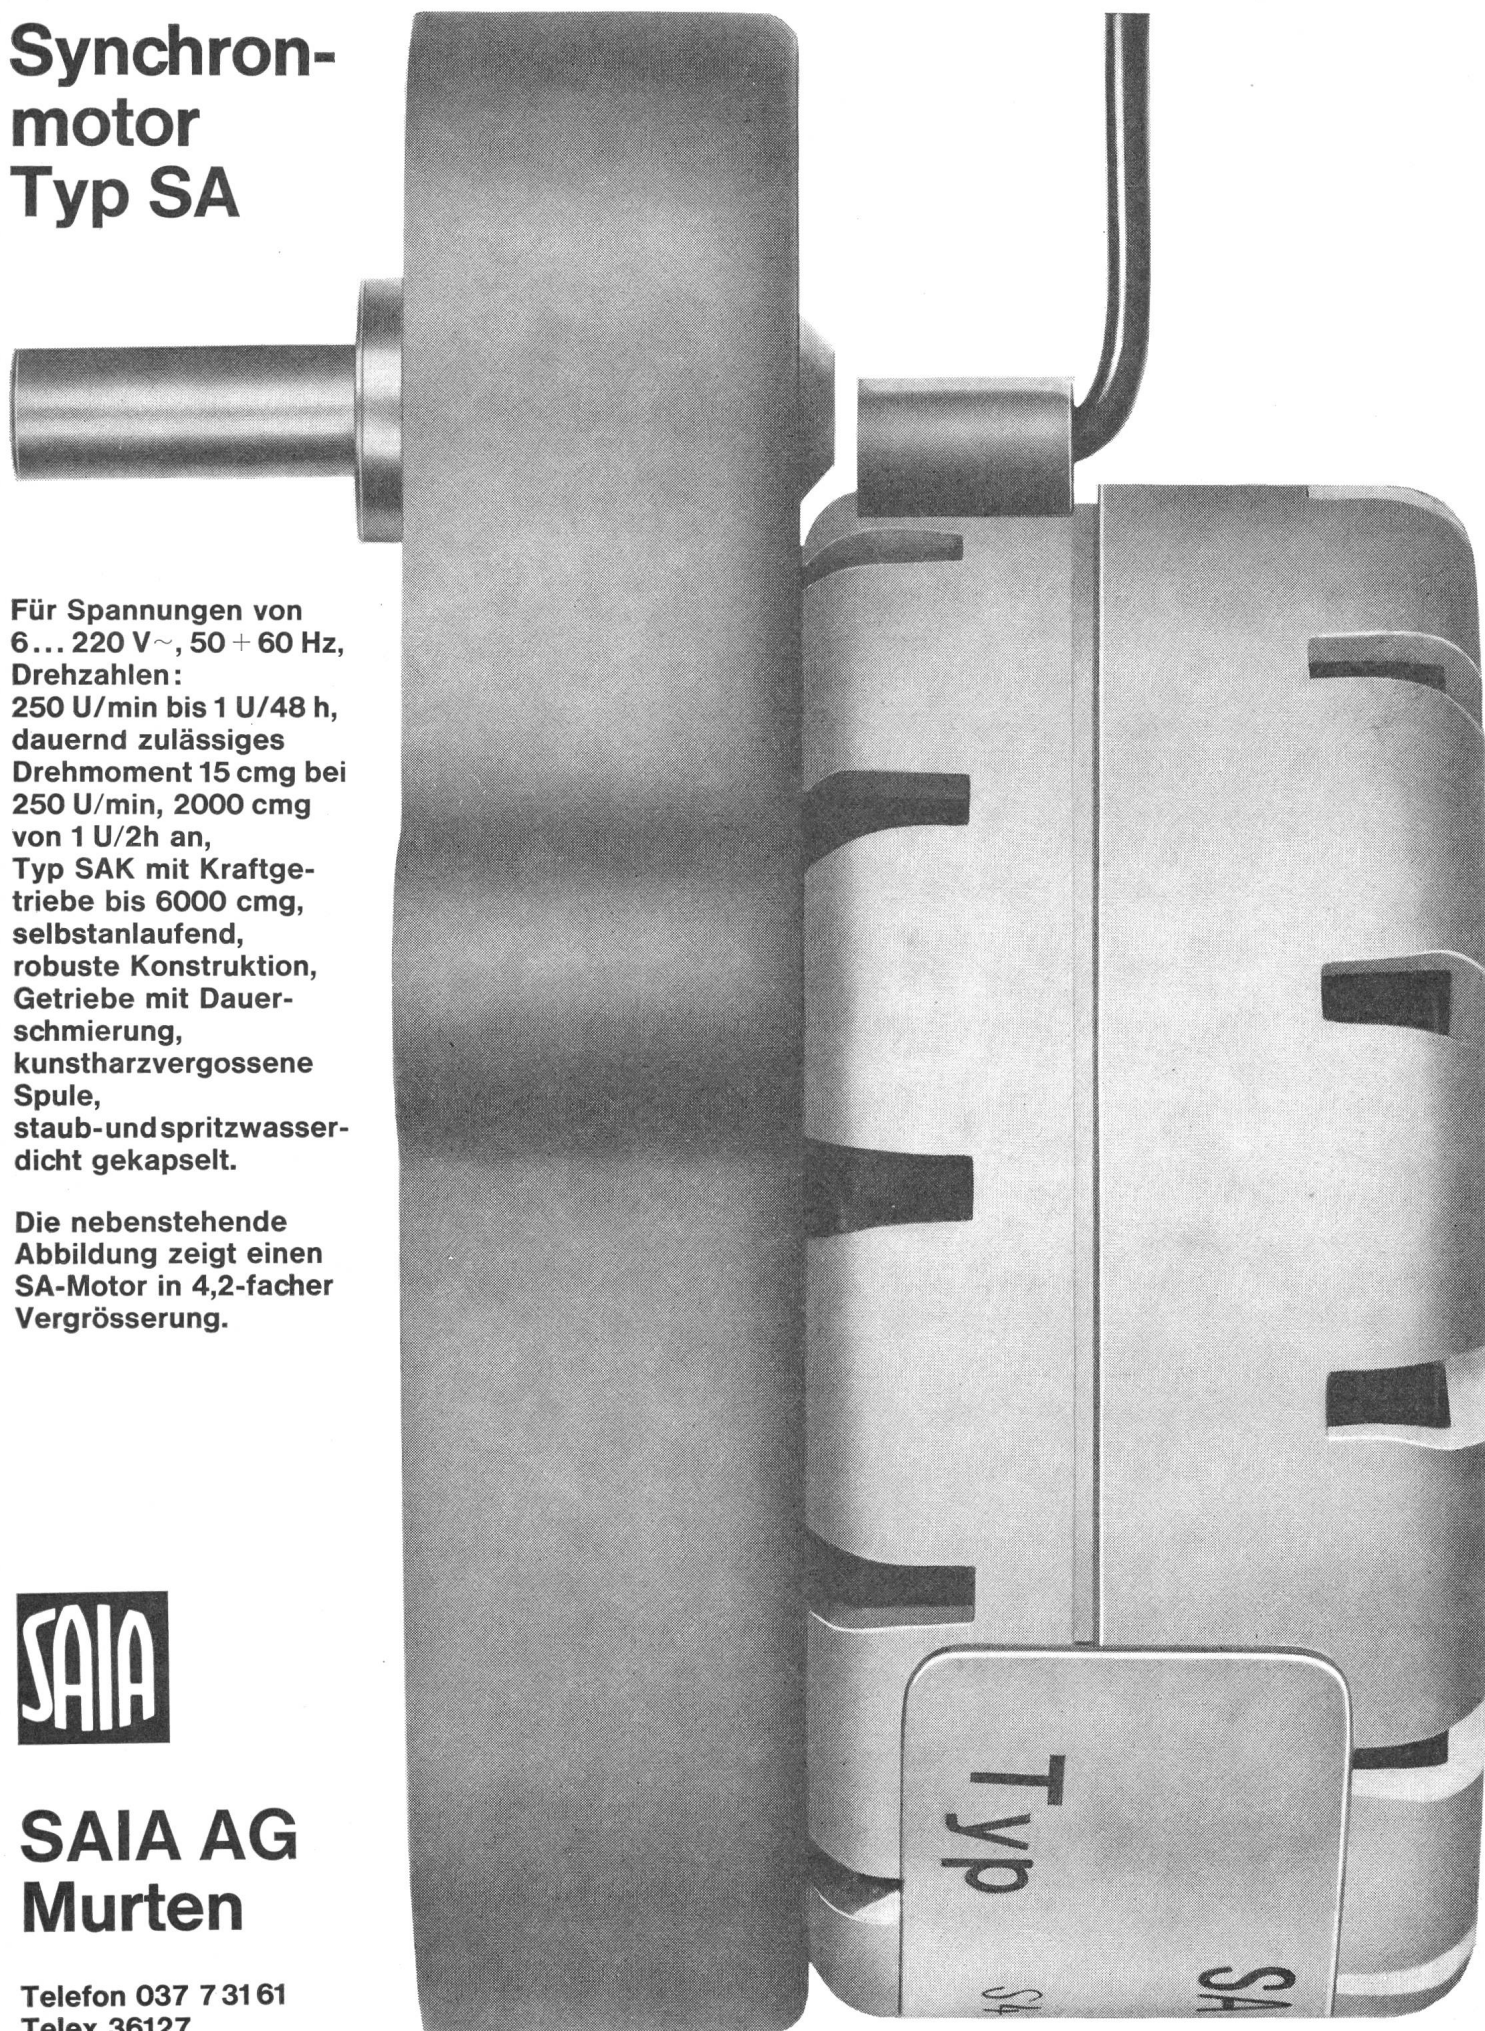 Synchron-
motor
Typ SA
Für Spannungen von
6... 220 V~, 50 + 60 Hz,
Drehzahlen:
250 U/min bis 1 U/48 h,
dauernd zulässiges
Drehmoment 15 cmg bei
250 U/min, 2000 cmg
von 1 U/2h an,
Typ SAK mit Kraftge-
triebe bis 6000 cmg,
selbstanlaufend,
robuste Konstruktion,
Getriebe mit Dauer-
schmierung,
kunstharzvergossene
Spule,
staub-und spritzwasser-
dicht gekapselt.
Die nebenstehende
Abbildung zeigt einen
SA-Motor in 4,2-facher
Vergrösserung.
SAIA
SAIA AG
Murten
Telefon 037 7 31 61
Telex 36127
Typ
SA